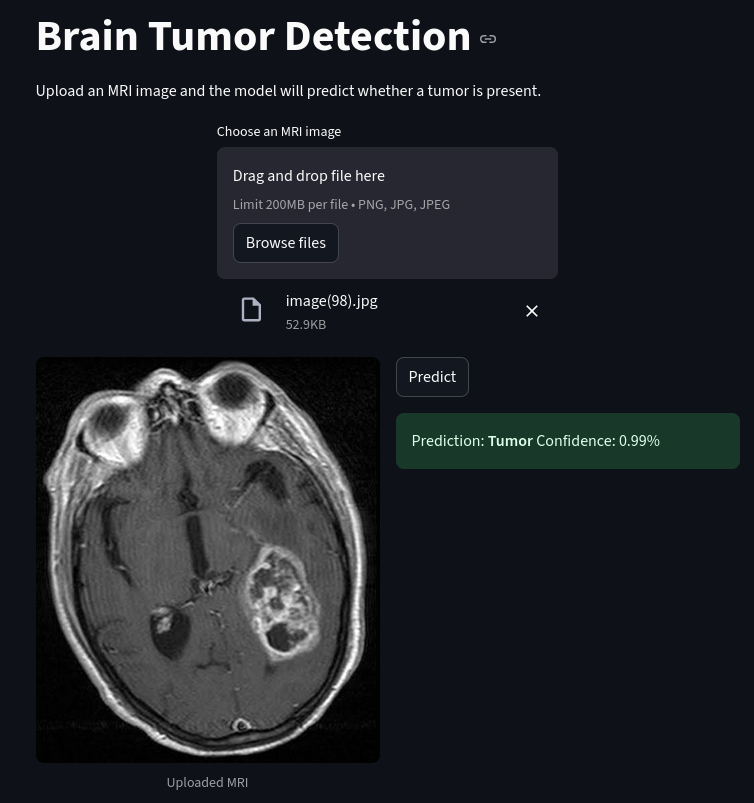 Brain Tumor Detection
Upload an MRI image and the model will predict whether a tumor is present.
Choose an MRI image
Drag and drop file here
Limit 200MB per file • PNG, JPG, JPEG
Browse files
image(98).jpg
52.9KB
Predict
Prediction: Tumor Confidence: 0.99%
Uploaded MRI